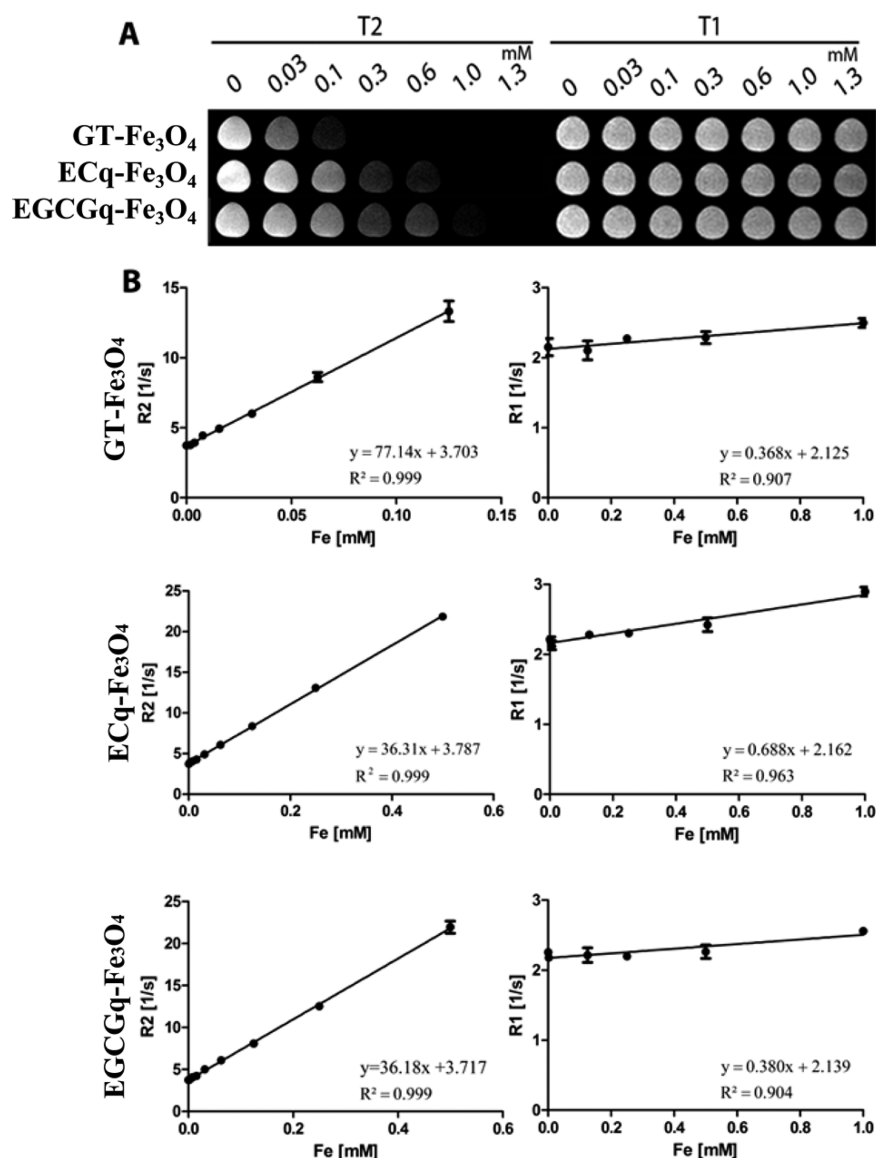 A
T2
T1
mM
mM
0 0.03 0.1 0.3 0.6 1.0 1.3
0 0.03 0.1 0.3 0.6 1.0 1.3
GT-Fe₃O₄
ECq-Fe₃O₄
EGCGq-Fe₃O₄
B
GT-Fe₃O₄
R2 [1/s]
15
10
5
0
0.00 0.05 0.10 0.15
Fe [mM]
y = 77.14x + 3.703
R² = 0.999
R1 [1/s]
3
2
1
0
0.0 0.2 0.4 0.6 0.8 1.0
Fe [mM]
y = 0.368x + 2.125
R² = 0.907
ECq-Fe₃O₄
R2 [1/s]
25
20
15
10
5
0
0.0 0.2 0.4 0.6
Fe [mM]
y = 36.31x + 3.787
R² = 0.999
R1 [1/s]
3
2
1
0
0.0 0.2 0.4 0.6 0.8 1.0
Fe [mM]
y = 0.688x + 2.162
R² = 0.963
EGCGq-Fe₃O₄
R2 [1/s]
25
20
15
10
5
0
0.0 0.2 0.4 0.6
Fe [mM]
y=36.18x +3.717
R² = 0.999
R1 [1/s]
3
2
1
0
0.0 0.2 0.4 0.6 0.8 1.0
Fe [mM]
y = 0.380x + 2.139
R² = 0.904